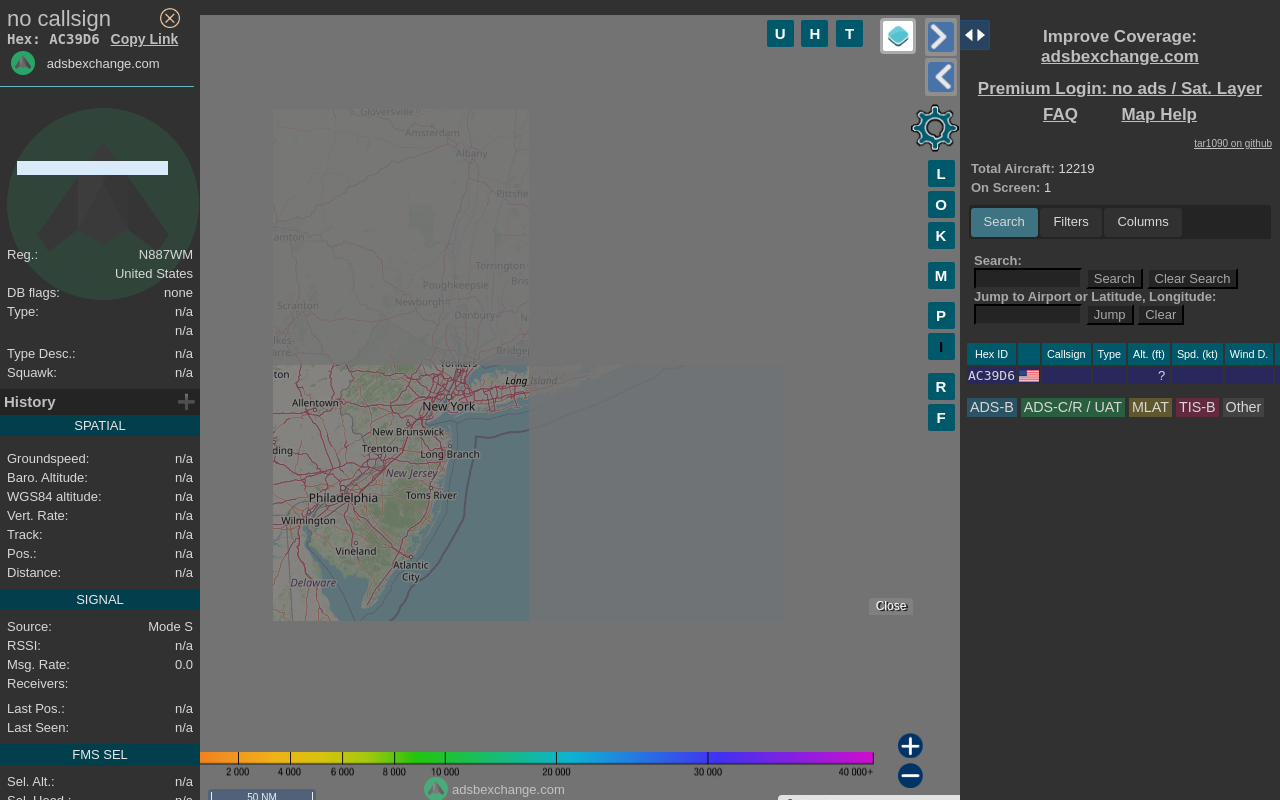 no callsign
Hex: AC39D6 Copy Link
adsbexchange.com
Reg.: N887WM
United States
DB flags: none
Type: n/a
n/a
Type Desc.: n/a
Squawk: n/a
History
SPATIAL
Groundspeed: n/a
Baro. Altitude: n/a
WGS84 altitude: n/a
Vert. Rate: n/a
Track: n/a
Pos.: n/a
Distance: n/a
SIGNAL
Source: Mode S
RSSI: n/a
Msg. Rate: 0.0
Receivers:
Last Pos.: n/a
Last Seen: n/a
FMS SEL
Sel. Alt.: n/a
U H T
L
O
K
M
P
I
R
F
Gloversville
Amsterdam
Albany
Torrington
Poughkeepsie
Scranton
Newburgh
Danbury
Yonkers
Long Island
Allentown
New York
New Brunswick
Trenton
Long Branch
New Jersey
Philadelphia
Toms River
Wilmington
Vineland
Atlantic
City
Delaware
Close
2 000 4 000 6 000 8 000 10 000 20 000 30 000 40 000+
adsbexchange.com
50 NM
Improve Coverage:
adsbexchange.com
Premium Login: no ads / Sat. Layer
FAQ Map Help
tar1090 on github
Total Aircraft: 12219
On Screen: 1
Search Filters Columns
Search:
Search Clear Search
Jump to Airport or Latitude, Longitude:
Jump Clear
Hex ID Callsign Type Alt. (ft) Spd. (kt) Wind D.
AC39D6 ?
ADS-B ADS-C/R / UAT MLAT TIS-B Other